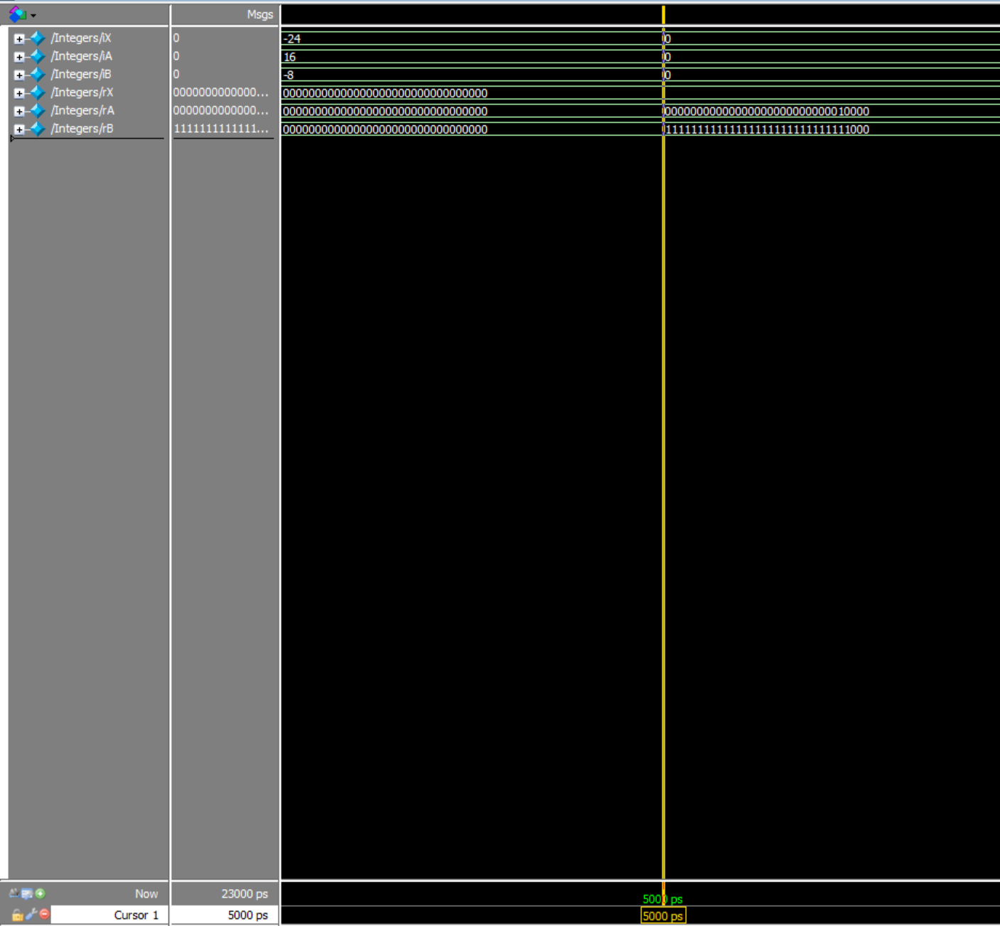 Msgs
/Integers/iX 0 -24 0
/Integers/iA 0 16 0
/Integers/iB 0 -8 0
/Integers/rX 0000000000000... 00000000000000000000000000000000
/Integers/rA 0000000000000... 00000000000000000000000000000000 00000000000000000000000000010000
/Integers/rB 1111111111111... 00000000000000000000000000000000 11111111111111111111111111111000
Now 23000 ps 5000 ps
Cursor 1 5000 ps 5000 ps